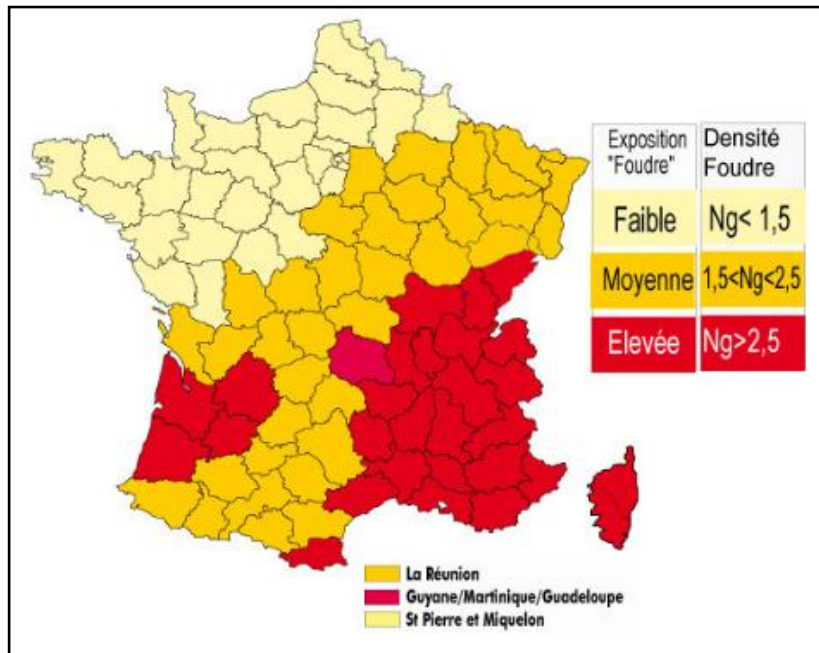 Exposition
"Foudre"
Densité
Foudre
Faible
Ng< 1,5
Moyenne
1,5<Ng<2,5
Elevée
Ng>2,5
La Réunion
Guyane/Martinique/Guadeloupe
St Pierre et Miquelon